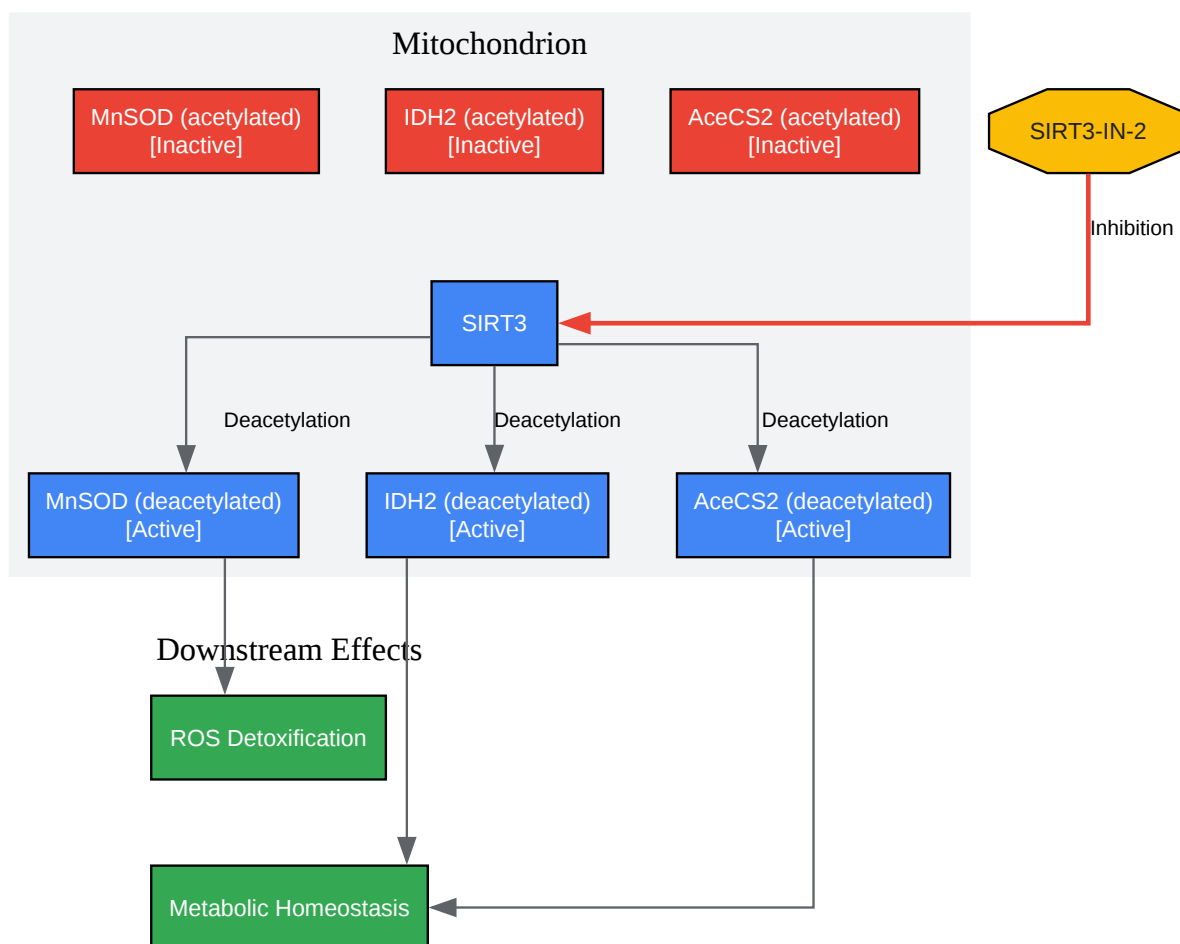 Mitochondrion
MnSOD (acetylated)
[Inactive]
IDH2 (acetylated)
[Inactive]
AceCS2 (acetylated)
[Inactive]
SIRT3-IN-2
Inhibition
SIRT3
Deacetylation
Deacetylation
Deacetylation
MnSOD (deacetylated)
[Active]
IDH2 (deacetylated)
[Active]
AceCS2 (deacetylated)
[Active]
Downstream Effects
ROS Detoxification
Metabolic Homeostasis